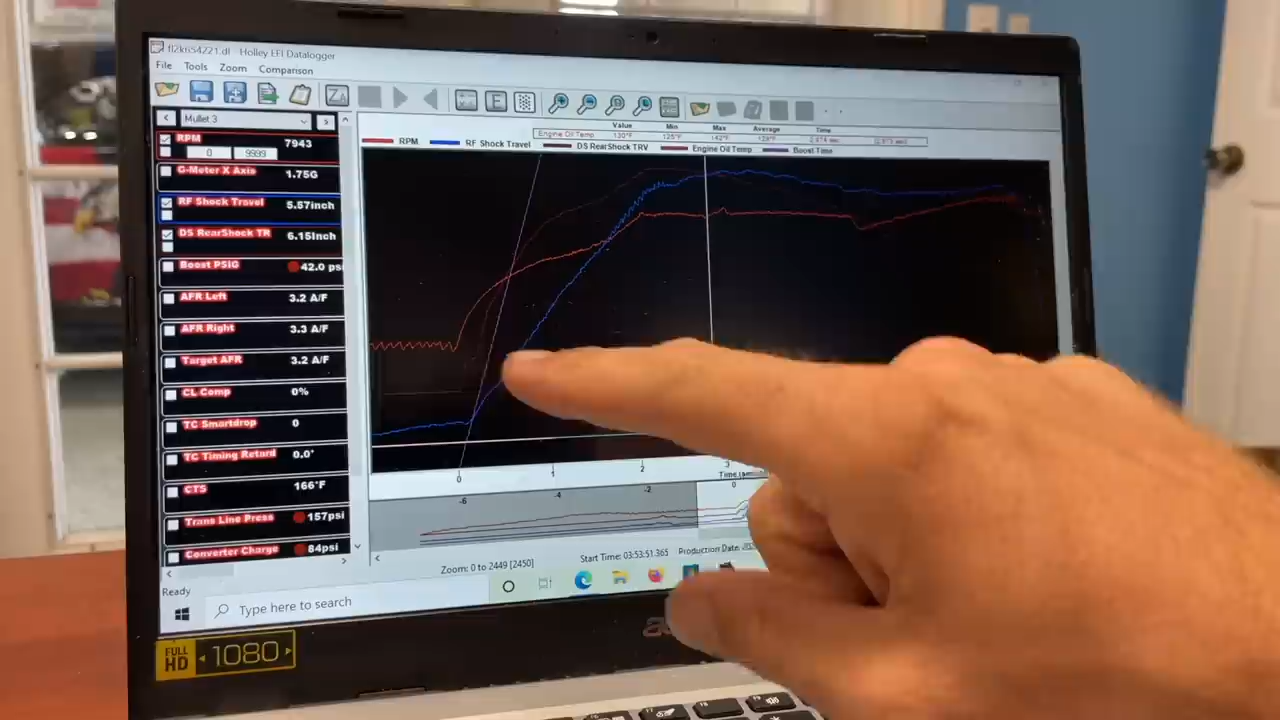 fl2kn54221.dl - Holley EFI Datalogger
File Tools Zoom Comparison
Mullet 3
RPM 7943
0 9999
G-Meter X Axis 1.75G
RF Shock Travel 5.57inch
DS RearShock TR 6.15inch
Boost PSIG 42.0 psi
AFR Left 3.2 A/F
AFR Right 3.3 A/F
Target AFR 3.2 A/F
CL Comp 0%
TC Smartdrop 0
TC Timing Retard 0.0°
CTS 166°F
Trans Line Press 157psi
Converter Charge 84psi
Ready
Value Min Max Average Time
Engine Oil Temp 130°F 125°F 142°F
RPM RF Shock Travel DS RearShock TRV Engine Oil Temp Boost Time
0 1 2 3
-6 -4 -2 0
Zoom: 0 to 2449 [2450] Start Time: 03:53:51.365 Production Date:
Type here to search
FULL HD 1080